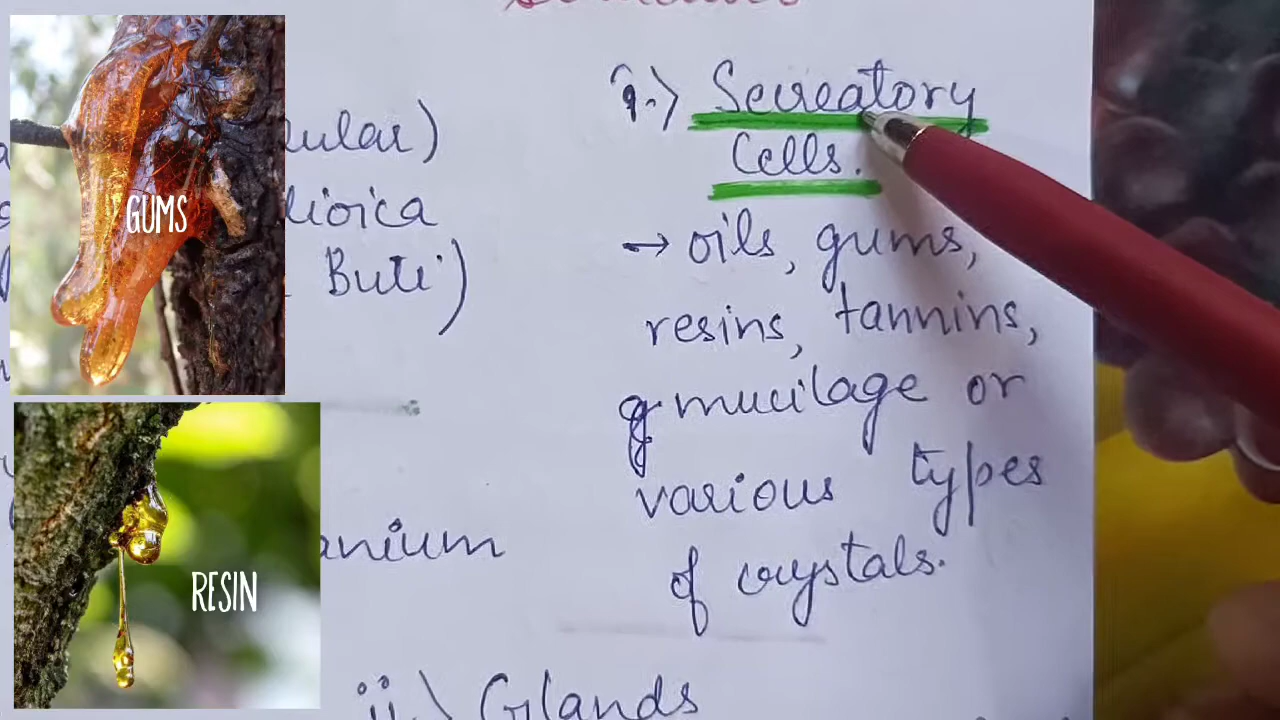 GUMS
RESIN
ular)
dioica
Buti)
anium
i.) Secreatory
Cells.
→ oils, gums,
resins, tannins,
mucilage or
various types
of crystals.
ii.) Glands